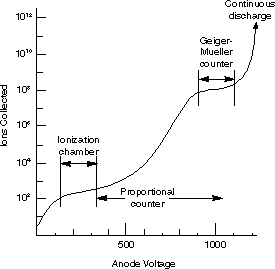 Continuous
discharge
10¹²
Geiger-
Mueller
counter
10¹⁰
10⁸
Ions Collected
10⁶
Ionization
chamber
10⁴
10²
Proportional
counter
500
1000
Anode Voltage